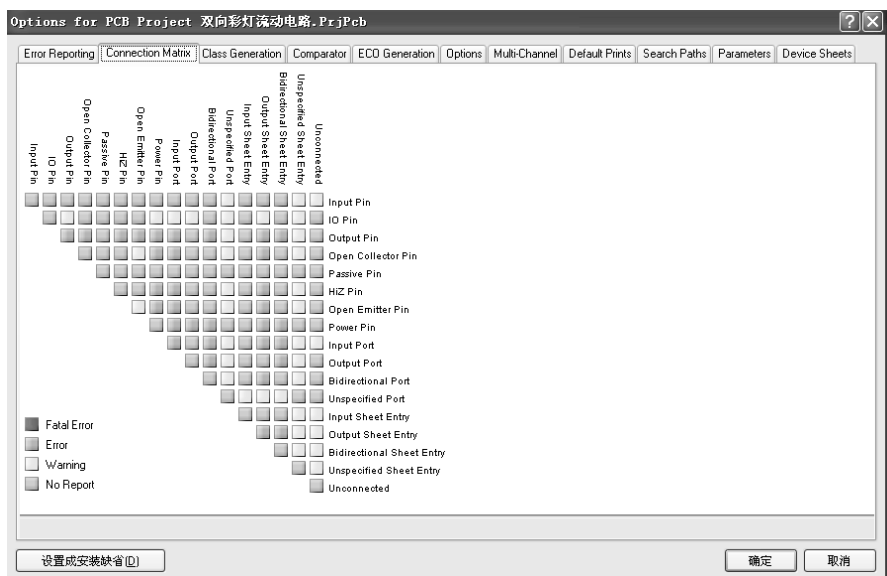 Options for PCB Project 双向彩灯流动电路.PrjPcb
Error Reporting Connection Matrix Class Generation Comparator ECO Generation Options Multi-Channel Default Prints Search Paths Parameters Device Sheets
Input Pin
IO Pin
Output Pin
Open Collector Pin
Passive Pin
HiZ Pin
Open Emitter Pin
Power Pin
Input Port
Output Port
Bidirectional Port
Unspecified Port
Input Sheet Entry
Output Sheet Entry
Bidirectional Sheet Entry
Unspecified Sheet Entry
Unconnected
Input Pin
IO Pin
Output Pin
Open Collector Pin
Passive Pin
HiZ Pin
Open Emitter Pin
Power Pin
Input Port
Output Port
Bidirectional Port
Unspecified Port
Input Sheet Entry
Output Sheet Entry
Bidirectional Sheet Entry
Unspecified Sheet Entry
Unconnected
Fatal Error
Error
Warning
No Report
设置成安装缺省(D)
确定 取消